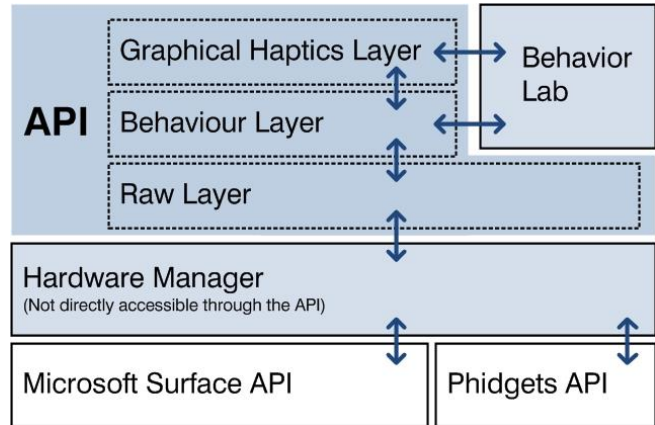 Graphical Haptics Layer
Behavior
Lab
API
Behaviour Layer
Raw Layer
Hardware Manager
(Not directly accessible through the API)
Microsoft Surface API
Phidgets API